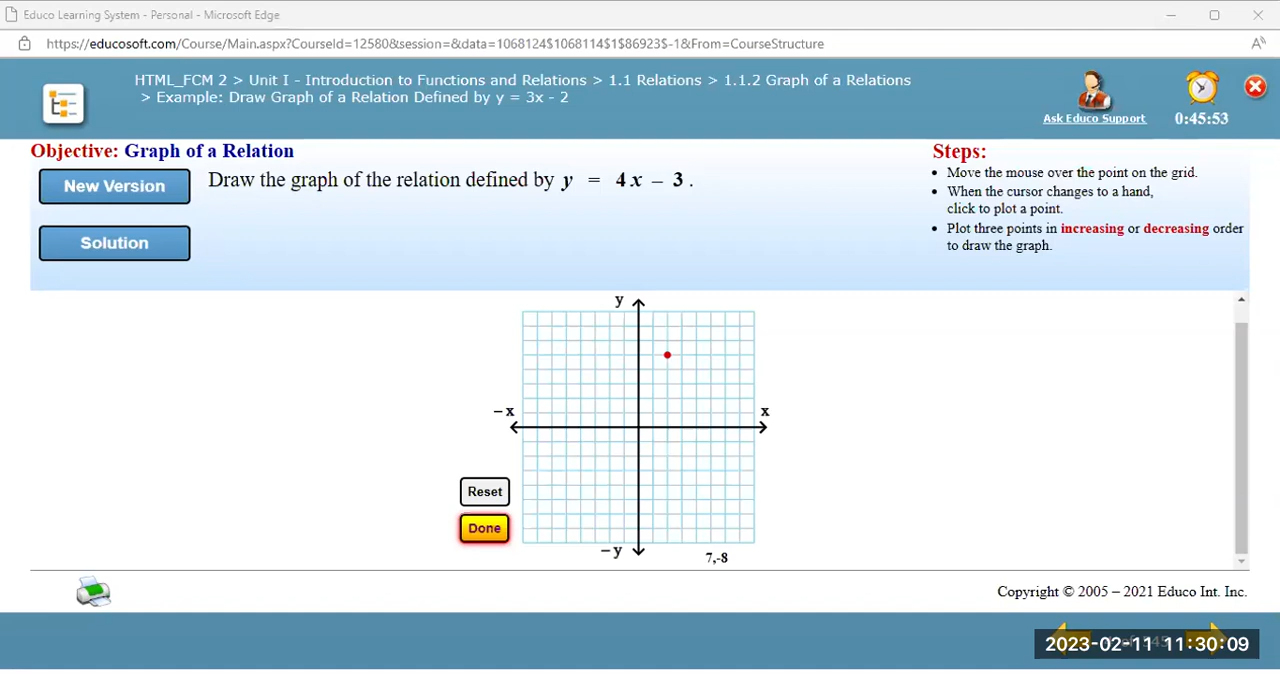 Educo Learning System - Personal - Microsoft Edge
https://educosoft.com/Course/Main.aspx?CourseId=12580&session=&data=1068124$1068114$1$86923$-1&From=CourseStructure
HTML_FCM 2 > Unit I - Introduction to Functions and Relations > 1.1 Relations > 1.1.2 Graph of a Relations
> Example: Draw Graph of a Relation Defined by y = 3x - 2
Ask Educo Support
0:45:53
Objective: Graph of a Relation
New Version
Draw the graph of the relation defined by y = 4x – 3.
Solution
Steps:
• Move the mouse over the point on the grid.
• When the cursor changes to a hand,
click to plot a point.
• Plot three points in increasing or decreasing order
to draw the graph.
y
–x
x
Reset
Done
–y
7,-8
Copyright © 2005 – 2021 Educo Int. Inc.
2023-02-11 11:30:09